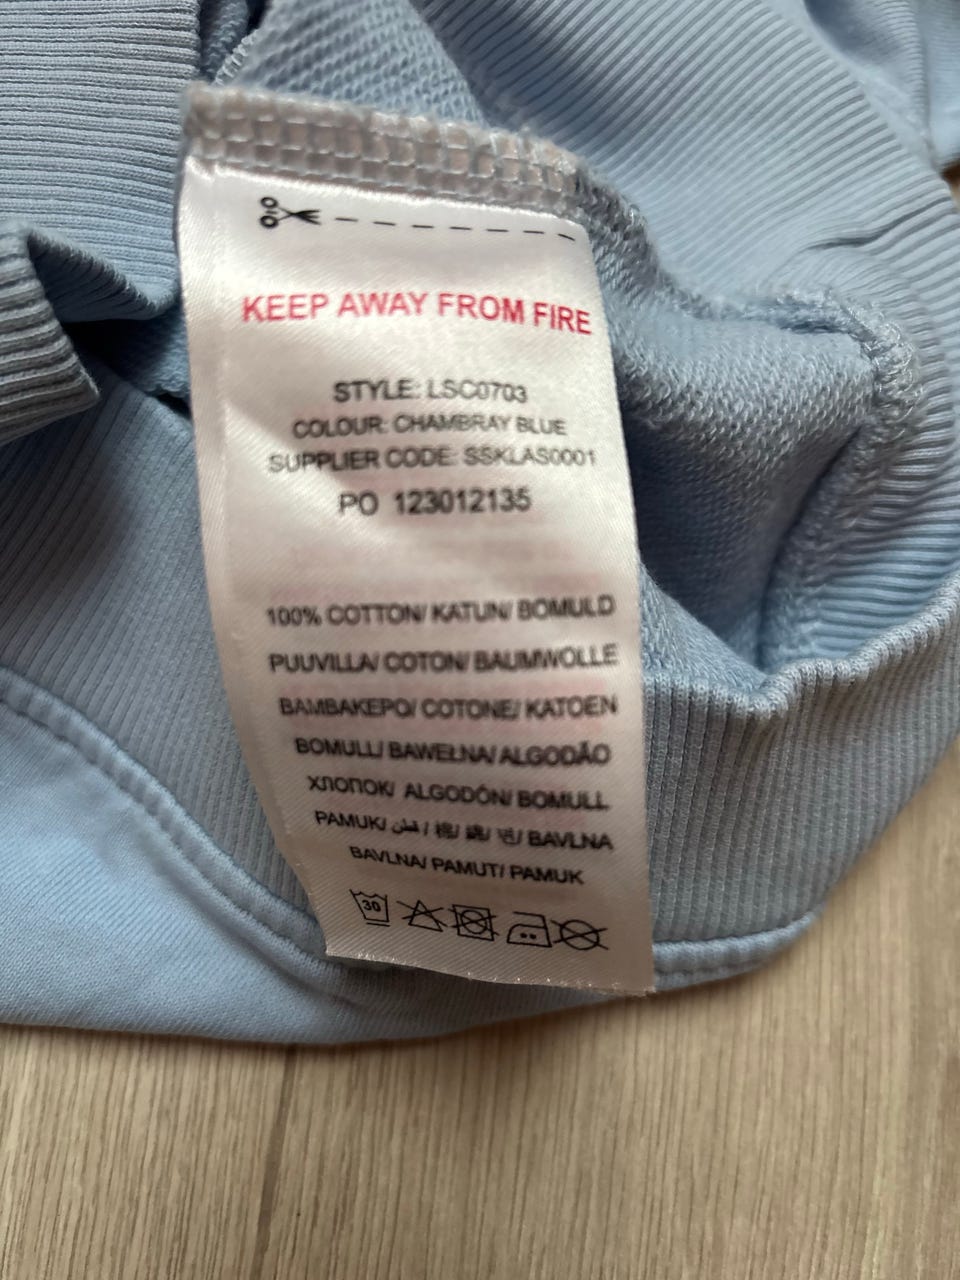 KEEP AWAY FROM FIRE
STYLE: LSC0703
COLOUR: CHAMBRAY BLUE
SUPPLIER CODE: SSKLAS0001
PO 123012135
100% COTTON/ KATUN/ BOMULD
PUUVILLA/ COTON/ BAUMWOLLE
ΒΑΜΒΑΚΕΡΟ/ COTONE/ KATOEN
BOMULL/ BAWEŁNA/ ALGODÃO
ХЛОПОК/ ALGODÓN/ BOMULL
PAMUK/ قطن / 棉/ 綿/ 면/ BAVLNA
BAVLNA/ PAMUT/ PAMUK
30